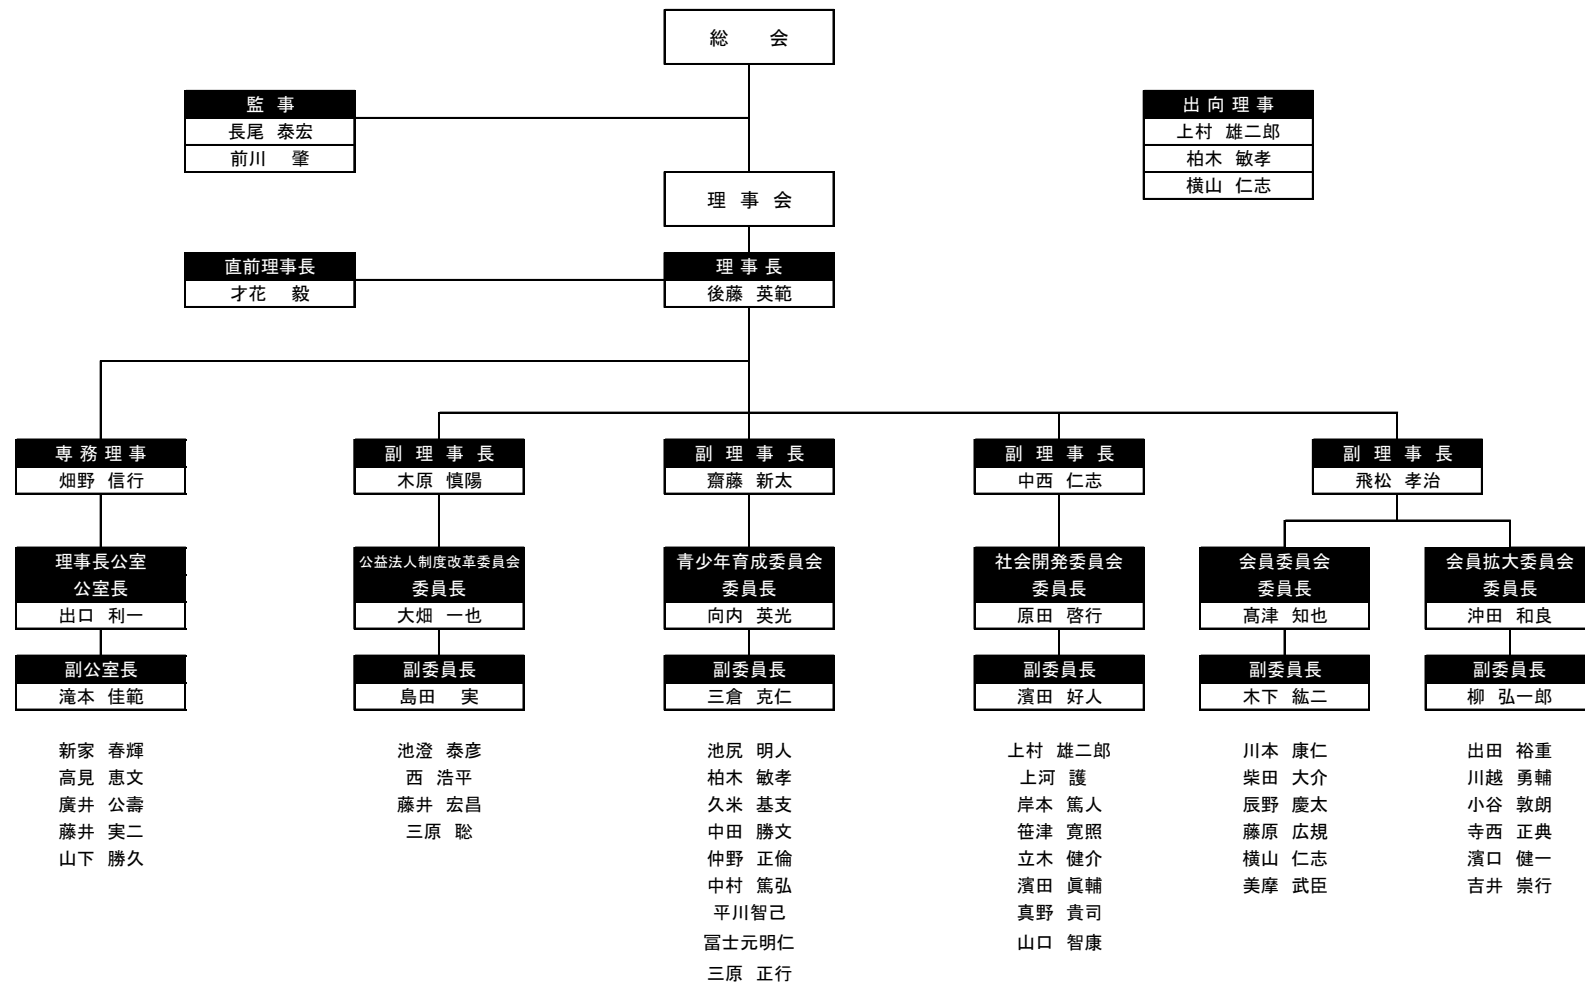 総 会
監 事
長尾 泰宏
前川 肇
出 向 理 事
上村 雄二郎
柏木 敏孝
横山 仁志
理 事 会
直前理事長
才花 毅
理 事 長
後藤 英範
専 務 理 事
畑野 信行
副 理 事 長
木原 慎陽
副 理 事 長
齋藤 新太
副 理 事 長
中西 仁志
副 理 事 長
飛松 孝治
理事長公室
公室長
出口 利一
公益法人制度改革委員会
委員長
大畑 一也
青少年育成委員会
委員長
向内 英光
社会開発委員会
委員長
原田 啓行
会員委員会
委員長
髙津 知也
会員拡大委員会
委員長
沖田 和良
副公室長
滝本 佳範
副委員長
島田 実
副委員長
三倉 克仁
副委員長
濱田 好人
副委員長
木下 紘二
副委員長
柳 弘一郎
新家 春輝
高見 恵文
廣井 公壽
藤井 実二
山下 勝久
池澄 泰彦
西 浩平
藤井 宏昌
三原 聡
池尻 明人
柏木 敏孝
久米 基支
中田 勝文
仲野 正倫
中村 篤弘
平川智己
冨士元明仁
三原 正行
上村 雄二郎
上河 護
岸本 篤人
笹津 寛照
立木 健介
濱田 眞輔
真野 貴司
山口 智康
川本 康仁
柴田 大介
辰野 慶太
藤原 広規
横山 仁志
美摩 武臣
出田 裕重
川越 勇輔
小谷 敦朗
寺西 正典
濱口 健一
吉井 崇行